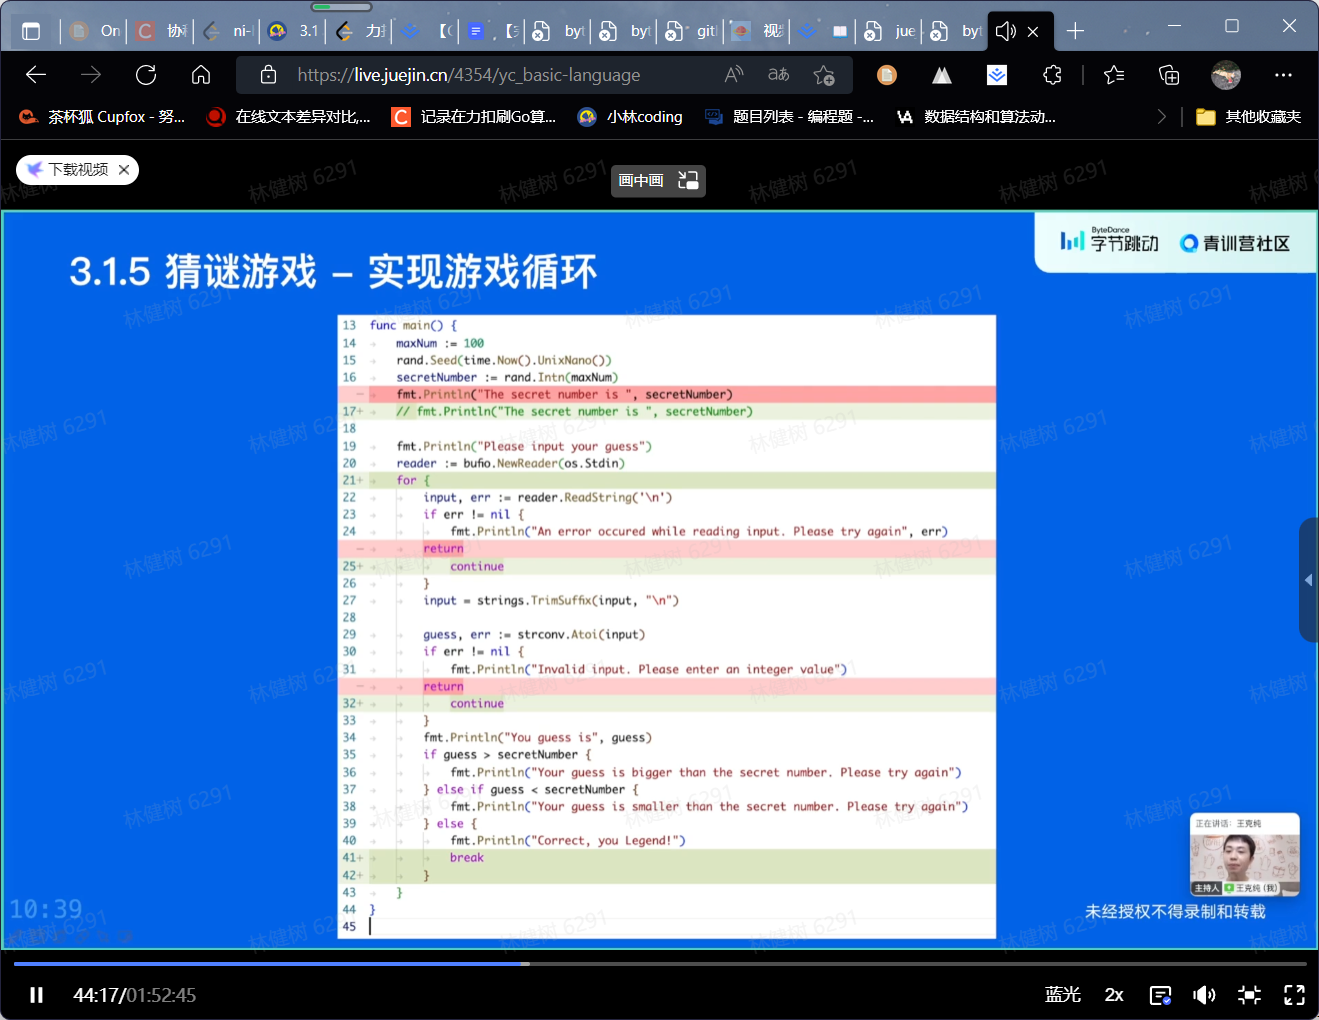 On
协
ni-
3.1
力
by
by
git
视
jue
by
https://live.juejin.cn/4354/yc_basic-language
茶杯狐 Cupfox - 努...
在线文本差异对比,...
记录在力扣刷Go算...
小林coding
题目列表 - 编程题 -...
数据结构和算法动...
其他收藏夹
下载视频
画中画
3.1.5 猜谜游戏 – 实现游戏循环
ByteDance
字节跳动
青训营社区
13 func main() {
14 maxNum := 100
15 rand.Seed(time.Now().UnixNano())
16 secretNumber := rand.Intn(maxNum)
- fmt.Println("The secret number is ", secretNumber)
17+ // fmt.Println("The secret number is ", secretNumber)
18
19 fmt.Println("Please input your guess")
20 reader := bufio.NewReader(os.Stdin)
21+ for {
22 input, err := reader.ReadString('\n')
23 if err != nil {
24 fmt.Println("An error occured while reading input. Please try again", err)
- return
25+ continue
26 }
27 input = strings.TrimSuffix(input, "\n")
28
29 guess, err := strconv.Atoi(input)
30 if err != nil {
31 fmt.Println("Invalid input. Please enter an integer value")
- return
32+ continue
33 }
34 fmt.Println("You guess is", guess)
35 if guess > secretNumber {
36 fmt.Println("Your guess is bigger than the secret number. Please try again")
37 } else if guess < secretNumber {
38 fmt.Println("Your guess is smaller than the secret number. Please try again")
39 } else {
40 fmt.Println("Correct, you Legend!")
41+ break
42+ }
43 }
44 }
45
正在讲话: 王克纯
主持人 王克纯 (我)
未经授权不得录制和转载
10:39
林健树 6291
44:17/01:52:45
蓝光
2x